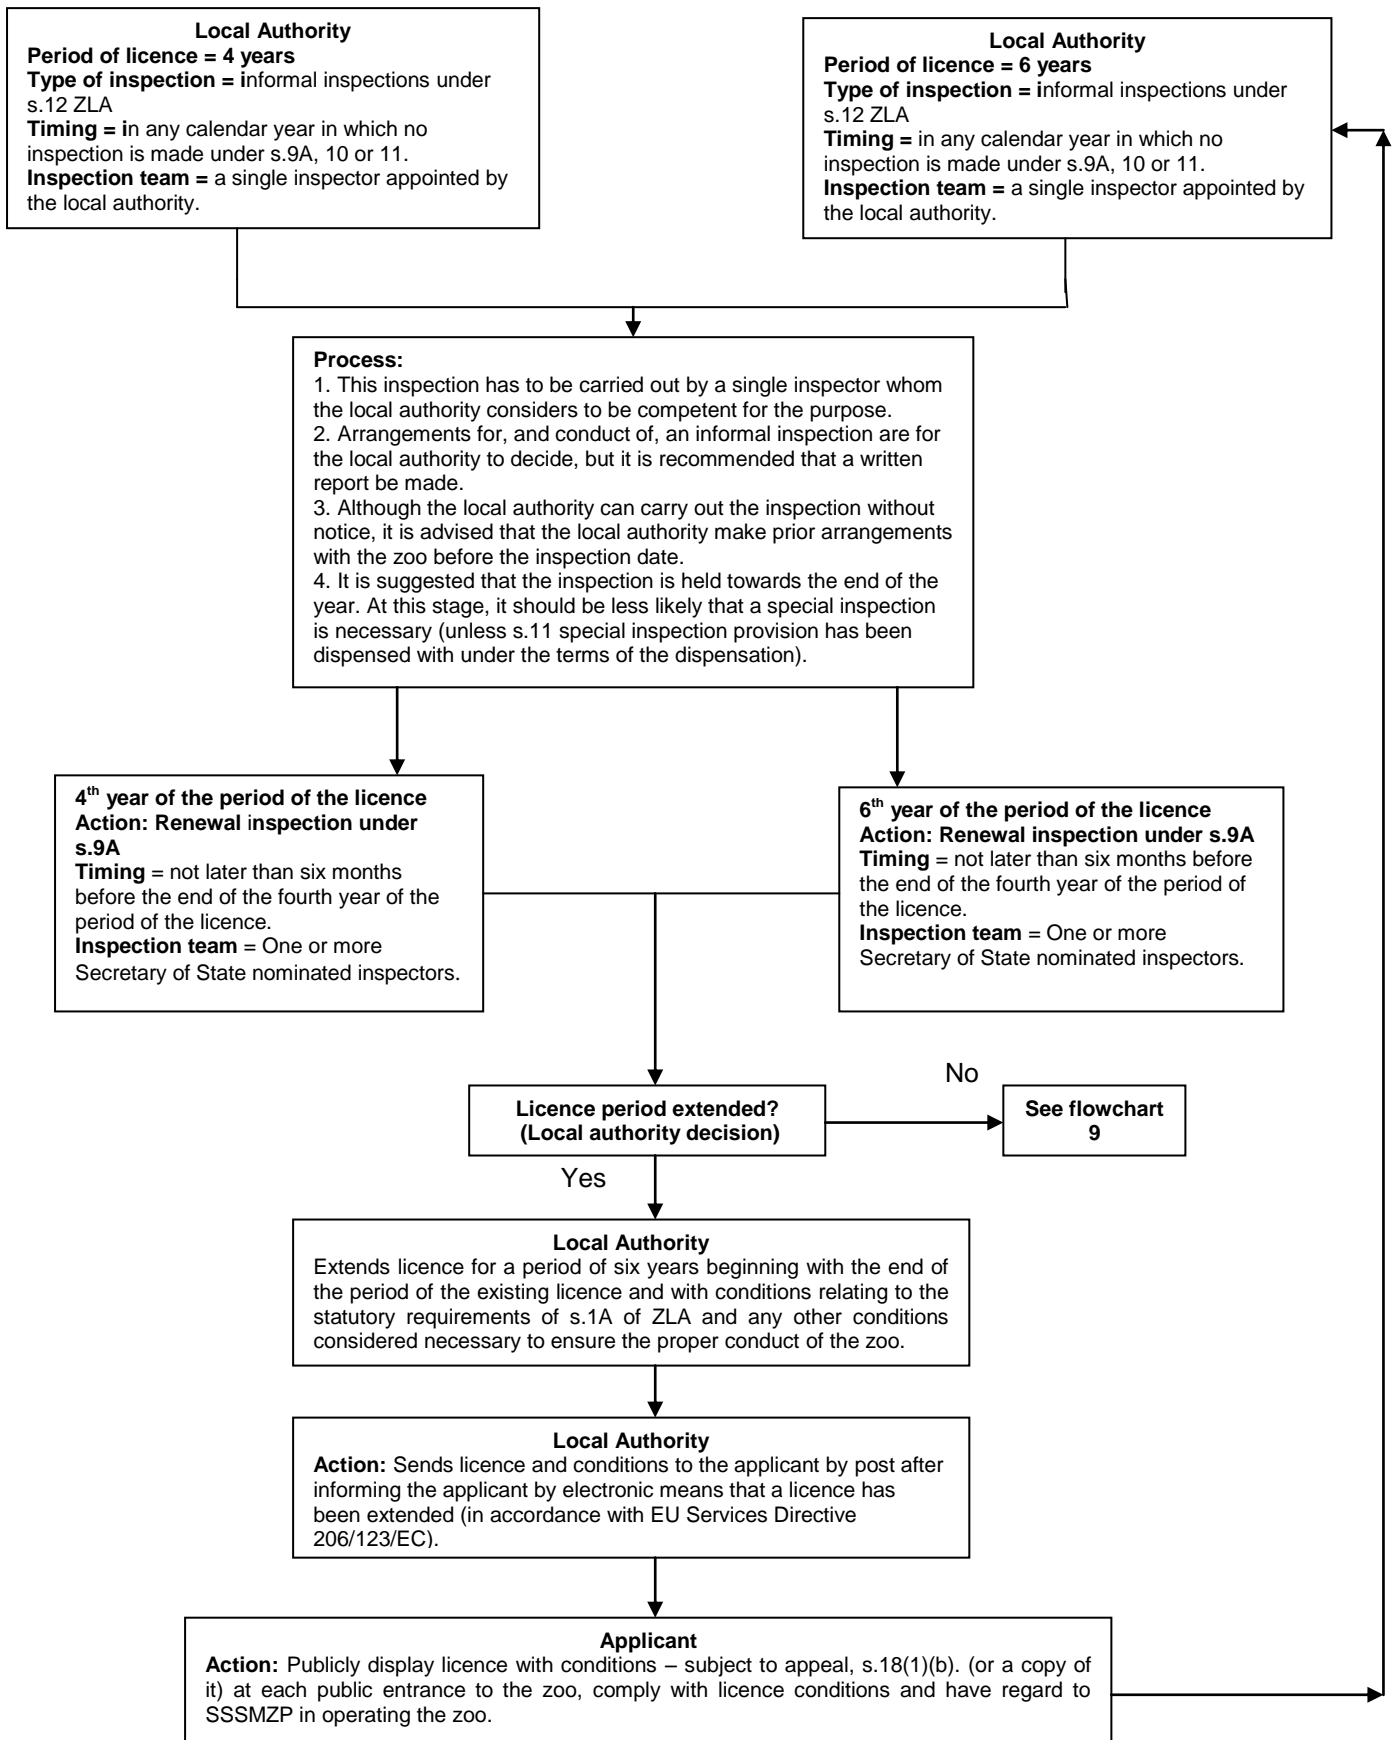 Local Authority
Period of licence = 4 years
Type of inspection = informal inspections under
s.12 ZLA
Timing = in any calendar year in which no
inspection is made under s.9A, 10 or 11.
Inspection team = a single inspector appointed by
the local authority.
Local Authority
Period of licence = 6 years
Type of inspection = informal inspections under
s.12 ZLA
Timing = in any calendar year in which no
inspection is made under s.9A, 10 or 11.
Inspection team = a single inspector appointed by
the local authority.
Process:
1. This inspection has to be carried out by a single inspector whom
the local authority considers to be competent for the purpose.
2. Arrangements for, and conduct of, an informal inspection are for
the local authority to decide, but it is recommended that a written
report be made.
3. Although the local authority can carry out the inspection without
notice, it is advised that the local authority make prior arrangements
with the zoo before the inspection date.
4. It is suggested that the inspection is held towards the end of the
year. At this stage, it should be less likely that a special inspection
is necessary (unless s.11 special inspection provision has been
dispensed with under the terms of the dispensation).
4th year of the period of the licence
Action: Renewal inspection under
s.9A
Timing = not later than six months
before the end of the fourth year of the
period of the licence.
Inspection team = One or more
Secretary of State nominated inspectors.
6th year of the period of the licence
Action: Renewal inspection under s.9A
Timing = not later than six months before
the end of the fourth year of the period of
the licence.
Inspection team = One or more
Secretary of State nominated inspectors.
Licence period extended?
(Local authority decision)
No
See flowchart
9
Yes
Local Authority
Extends licence for a period of six years beginning with the end of
the period of the existing licence and with conditions relating to the
statutory requirements of s.1A of ZLA and any other conditions
considered necessary to ensure the proper conduct of the zoo.
Local Authority
Action: Sends licence and conditions to the applicant by post after
informing the applicant by electronic means that a licence has
been extended (in accordance with EU Services Directive
206/123/EC).
Applicant
Action: Publicly display licence with conditions – subject to appeal, s.18(1)(b). (or a copy of
it) at each public entrance to the zoo, comply with licence conditions and have regard to
SSSMZP in operating the zoo.